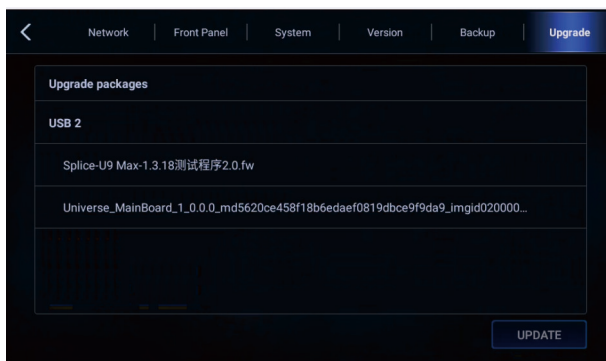 Network Front Panel System Version Backup Upgrade
Upgrade packages
USB 2
Splice-U9 Max-1.3.18测试程序2.0.fw
Universe_MainBoard_1_0.0.0_md5620ce458f18b6edaef0819dbce9f9da9_imgid020000...
UPDATE